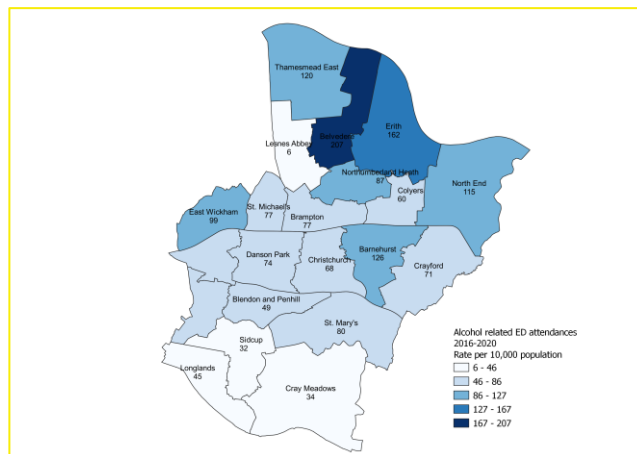 Thamesmead East
120
Belvedere
207
Erith
162
Lesnes Abbey
6
Northumberland Heath
87
Colyers
60
North End
115
East Wickham
99
St. Michael's
77
Brampton
77
Danson Park
74
Christchurch
68
Barnehurst
126
Crayford
71
Blendon and Penhill
49
St. Mary's
80
Sidcup
32
Longlands
45
Cray Meadows
34
Alcohol related ED attendances
2016-2020
Rate per 10,000 population
6 - 46
46 - 86
86 - 127
127 - 167
167 - 207